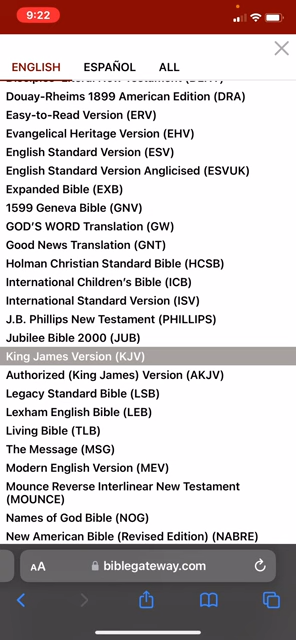 9:22
ENGLISH ESPAÑOL ALL
Douay-Rheims 1899 American Edition (DRA)
Easy-to-Read Version (ERV)
Evangelical Heritage Version (EHV)
English Standard Version (ESV)
English Standard Version Anglicised (ESVUK)
Expanded Bible (EXB)
1599 Geneva Bible (GNV)
GOD'S WORD Translation (GW)
Good News Translation (GNT)
Holman Christian Standard Bible (HCSB)
International Children's Bible (ICB)
International Standard Version (ISV)
J.B. Phillips New Testament (PHILLIPS)
Jubilee Bible 2000 (JUB)
King James Version (KJV)
Authorized (King James) Version (AKJV)
Legacy Standard Bible (LSB)
Lexham English Bible (LEB)
Living Bible (TLB)
The Message (MSG)
Modern English Version (MEV)
Mounce Reverse Interlinear New Testament
(MOUNCE)
Names of God Bible (NOG)
New American Bible (Revised Edition) (NABRE)
AA biblegateway.com